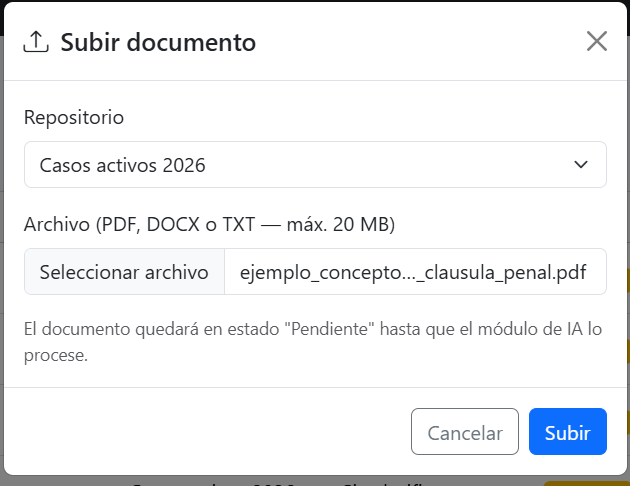 Subir documento
Repositorio
Casos activos 2026
Archivo (PDF, DOCX o TXT — máx. 20 MB)
Seleccionar archivo ejemplo_concepto..._clausula_penal.pdf
El documento quedará en estado "Pendiente" hasta que el módulo de IA lo
procese.
Cancelar Subir